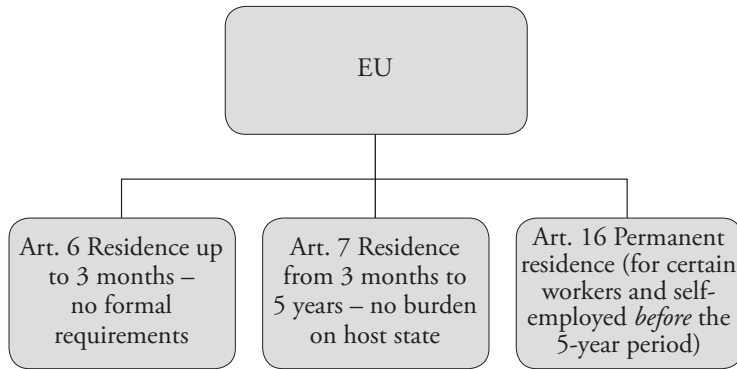 EU
Art. 6 Residence up
to 3 months –
no formal
requirements
Art. 7 Residence
from 3 months to
5 years – no burden
on host state
Art. 16 Permanent
residence (for certain
workers and self-
employed before the
5-year period)